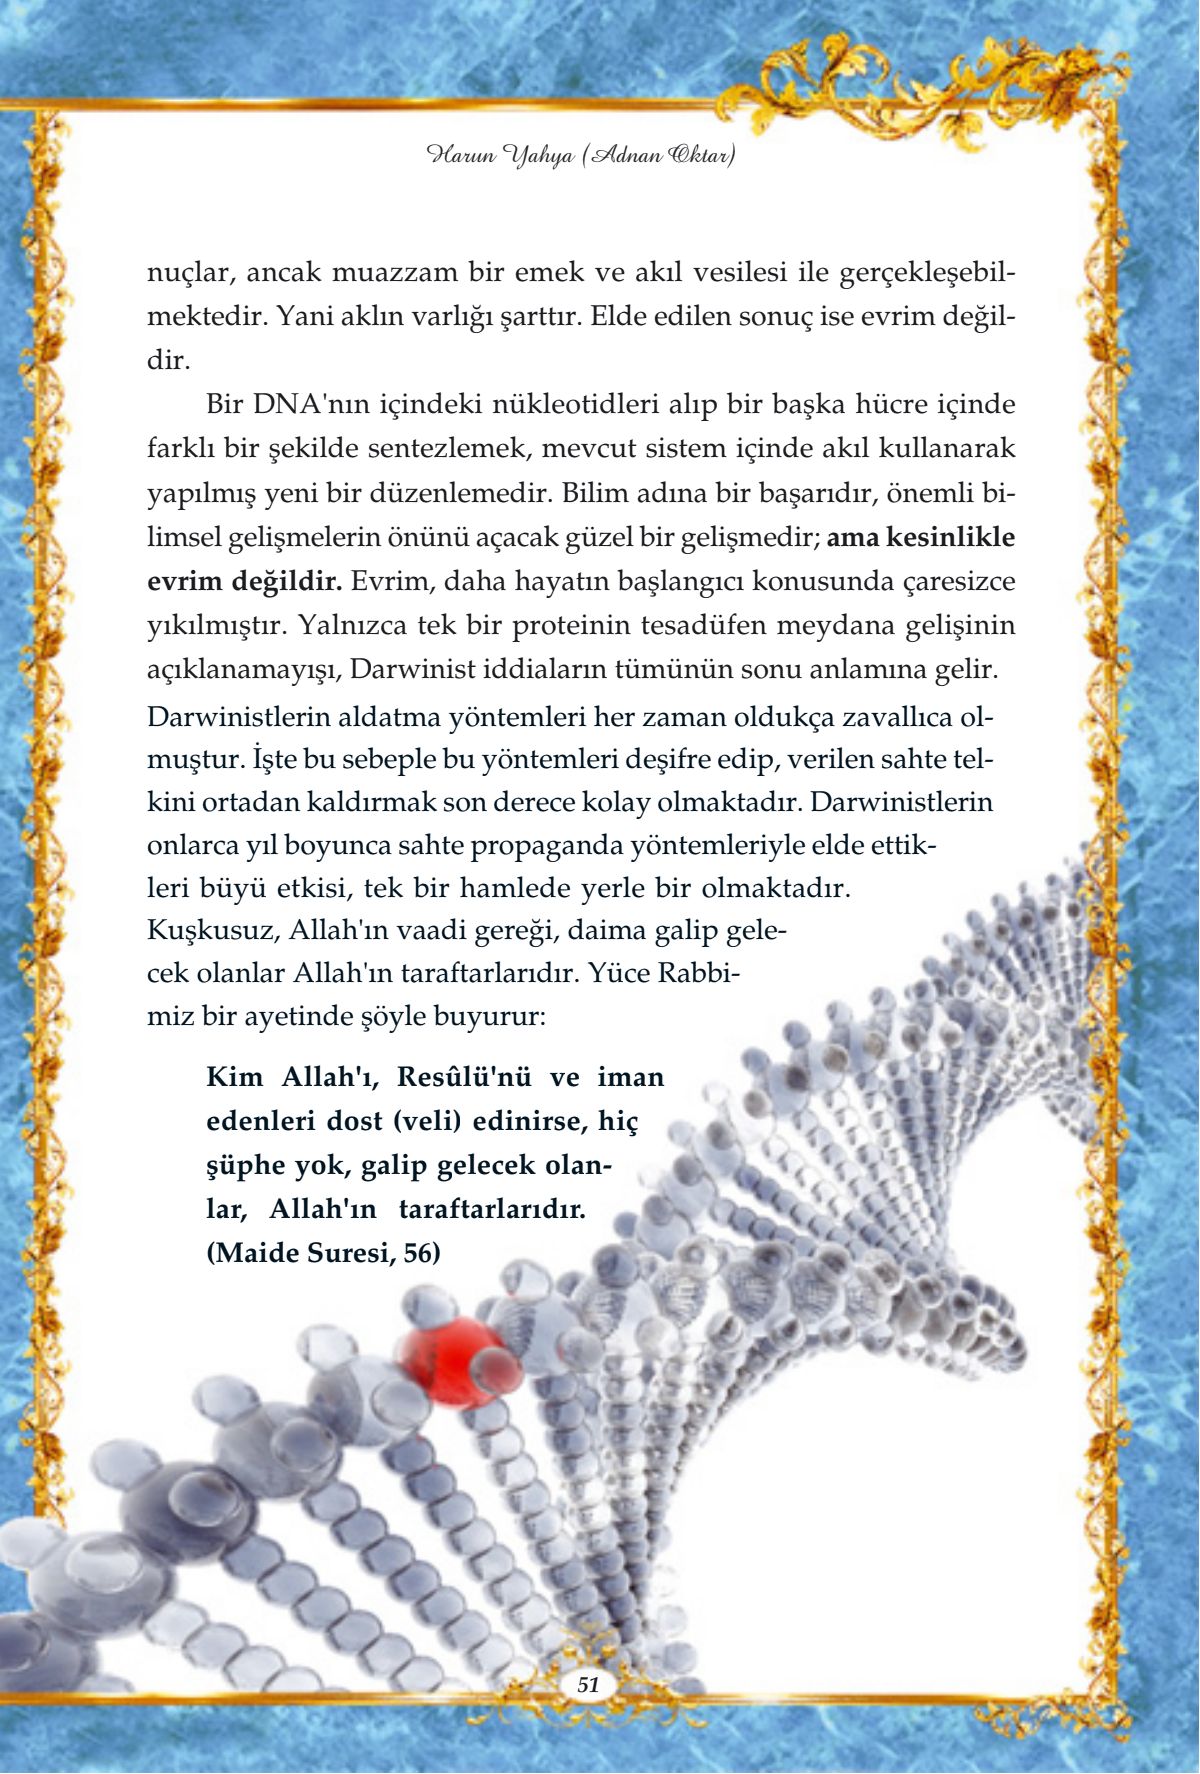 Harun Yahya (Adnan Oktar)
nuçlar, ancak muazzam bir emek ve akıl vesilesi ile gerçekleşebil-
mektedir. Yani aklın varlığı şarttır. Elde edilen sonuç ise evrim değil-
dir.
Bir DNA'nın içindeki nükleotidleri alıp bir başka hücre içinde
farklı bir şekilde sentezlemek, mevcut sistem içinde akıl kullanarak
yapılmış yeni bir düzenlemedir. Bilim adına bir başarıdır, önemli bi-
limsel gelişmelerin önünü açacak güzel bir gelişmedir; ama kesinlikle
evrim değildir. Evrim, daha hayatın başlangıcı konusunda çaresizce
yıkılmıştır. Yalnızca tek bir proteinin tesadüfen meydana gelişinin
açıklanamayışı, Darwinist iddiaların tümünün sonu anlamına gelir.
Darwinistlerin aldatma yöntemleri her zaman oldukça zavallıca ol-
muştur. İşte bu sebeple bu yöntemleri deşifre edip, verilen sahte tel-
kini ortadan kaldırmak son derece kolay olmaktadır. Darwinistlerin
onlarca yıl boyunca sahte propaganda yöntemleriyle elde ettik-
leri büyü etkisi, tek bir hamlede yerle bir olmaktadır.
Kuşkusuz, Allah'ın vaadi gereği, daima galip gele-
cek olanlar Allah'ın taraftarlarıdır. Yüce Rabbi-
miz bir ayetinde şöyle buyurur:
Kim Allah'ı, Resûlü'nü ve iman
edenleri dost (veli) edinirse, hiç
şüphe yok, galip gelecek olan-
lar, Allah'ın taraftarlarıdır.
(Maide Suresi, 56)
51